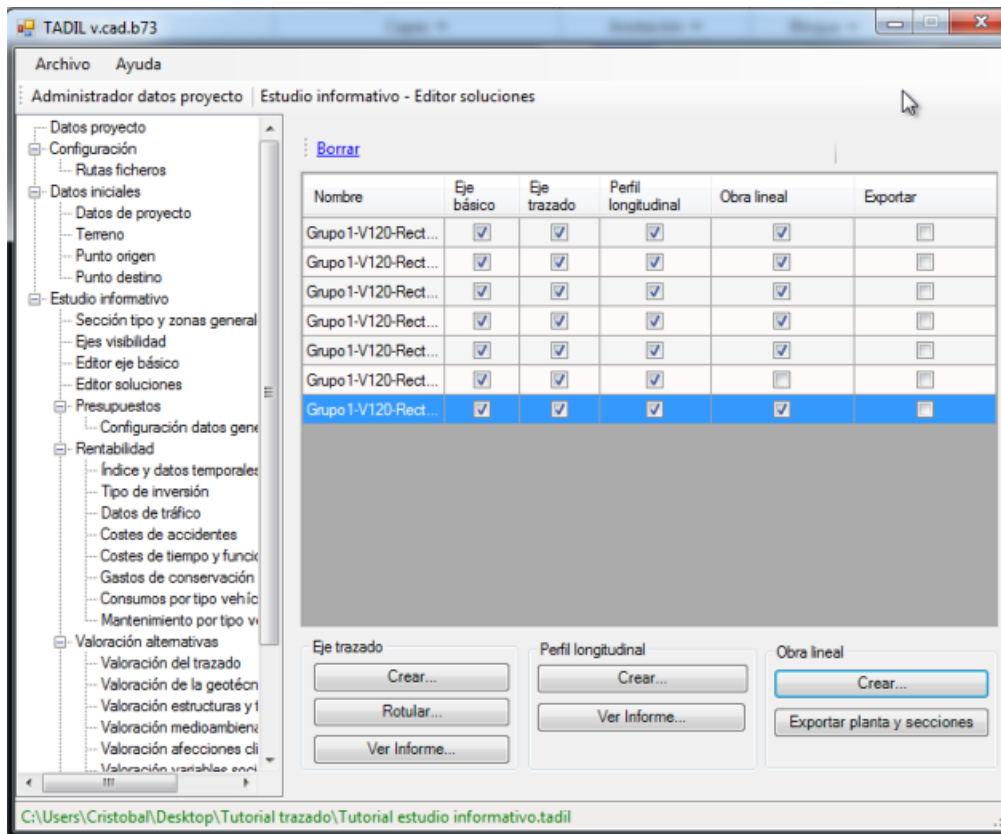 TADIL v.cad.b73
Archivo Ayuda
Administrador datos proyecto Estudio informativo - Editor soluciones
Datos proyecto
Configuración
Rutas ficheros
Datos iniciales
Datos de proyecto
Terreno
Punto origen
Punto destino
Estudio informativo
Sección tipo y zonas general
Ejes visibilidad
Editor eje básico
Editor soluciones
Presupuestos
Configuración datos gene
Rentabilidad
Índice y datos temporales
Tipo de inversión
Datos de tráfico
Costes de accidentes
Costes de tiempo y funcio
Gastos de conservación
Consumos por tipo vehíc
Mantenimiento por tipo ve
Valoración alternativas
Valoración del trazado
Valoración de la geotécn
Valoración estructuras y t
Valoración medioambiena
Valoración afecciones cli
Valoración variables soci
Borrar
Nombre Eje básico Eje trazado Perfil longitudinal Obra lineal Exportar
Grupo1-V120-Rect...
Grupo1-V120-Rect...
Grupo1-V120-Rect...
Grupo1-V120-Rect...
Grupo1-V120-Rect...
Grupo1-V120-Rect...
Grupo1-V120-Rect...
Eje trazado
Crear...
Rotular...
Ver Informe...
Perfil longitudinal
Crear...
Ver Informe...
Obra lineal
Crear...
Exportar planta y secciones
C:\Users\Cristobal\Desktop\Tutorial trazado\Tutorial estudio informativo.tadil